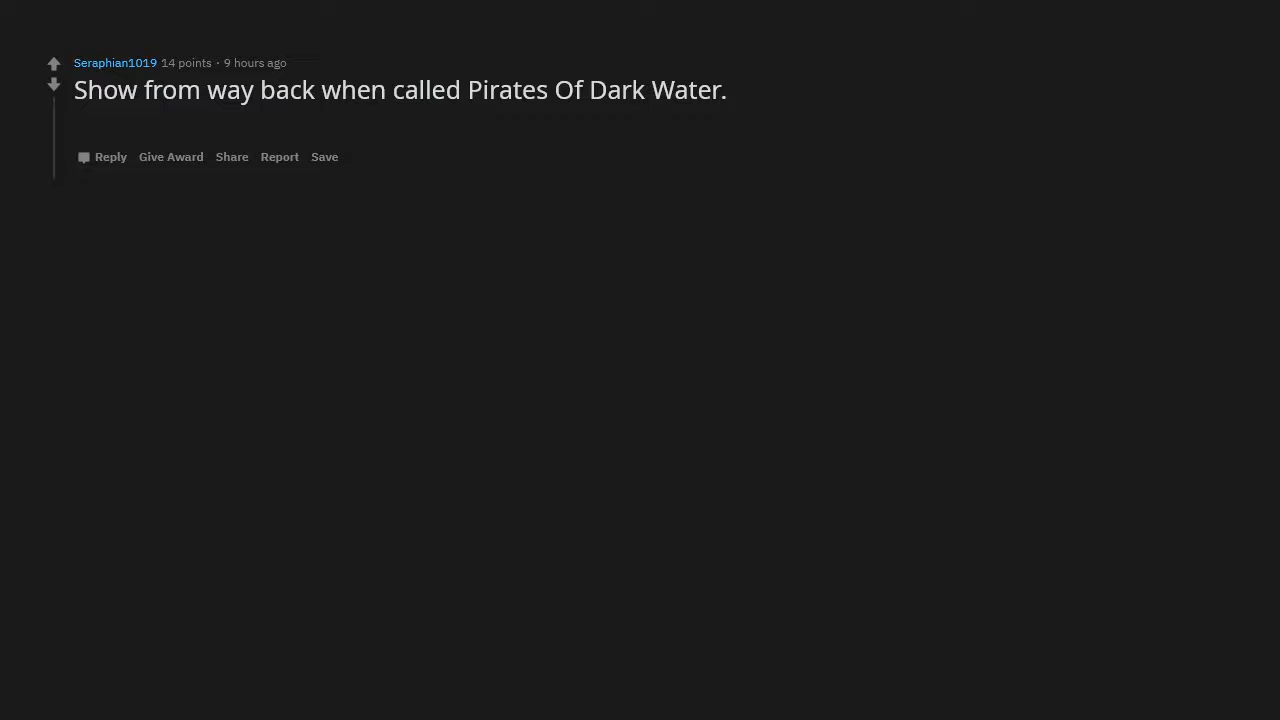 Seraphian1019 14 points · 9 hours ago
Show from way back when called Pirates Of Dark Water.
Reply Give Award Share Report Save